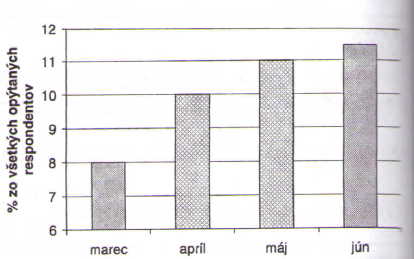 % zo všetkých opýtaných
respondentov
12
11
10
9
8
7
6
marec
apríl
máj
jún